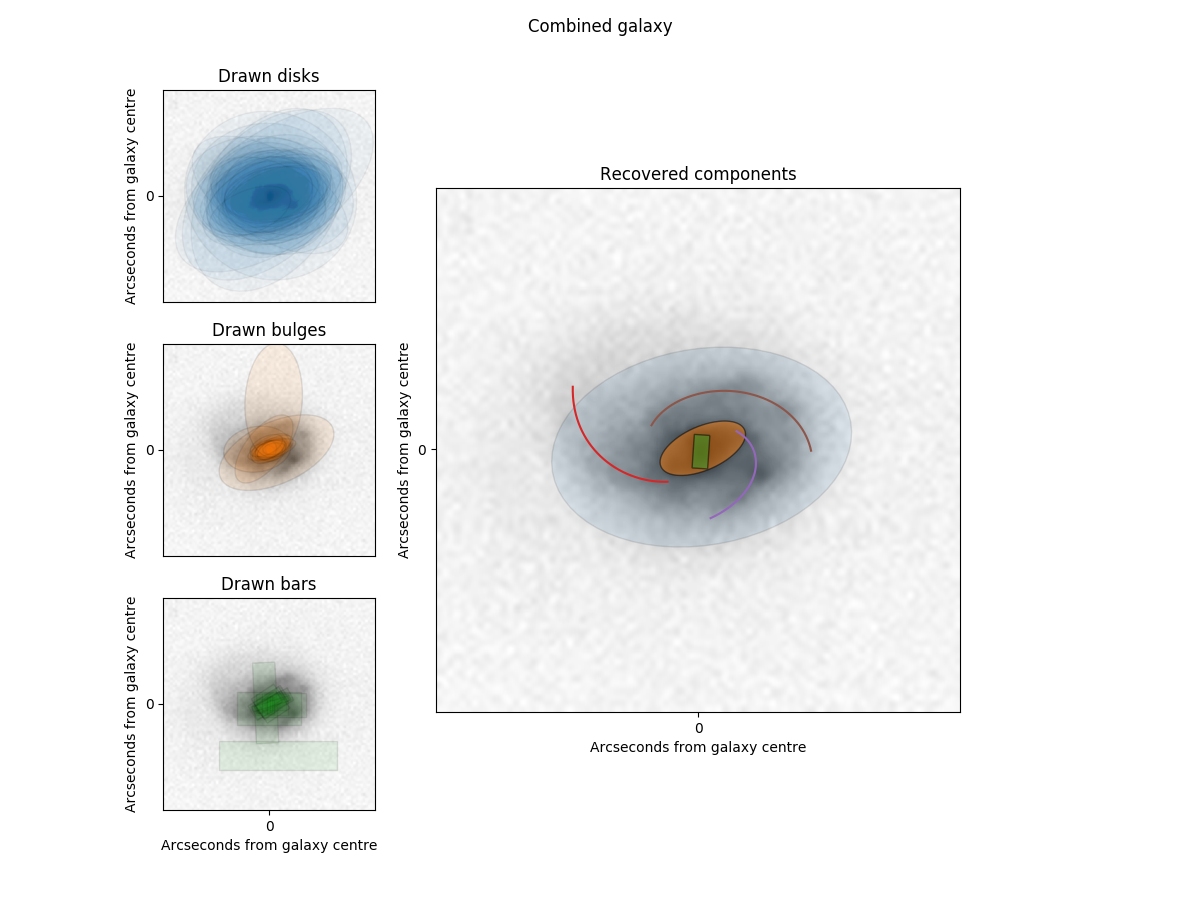 Combined galaxy
Drawn disks
Arcseconds from galaxy centre
0
Drawn bulges
Arcseconds from galaxy centre
0
Drawn bars
Arcseconds from galaxy centre
0
0
Arcseconds from galaxy centre
Recovered components
Arcseconds from galaxy centre
0
0
Arcseconds from galaxy centre